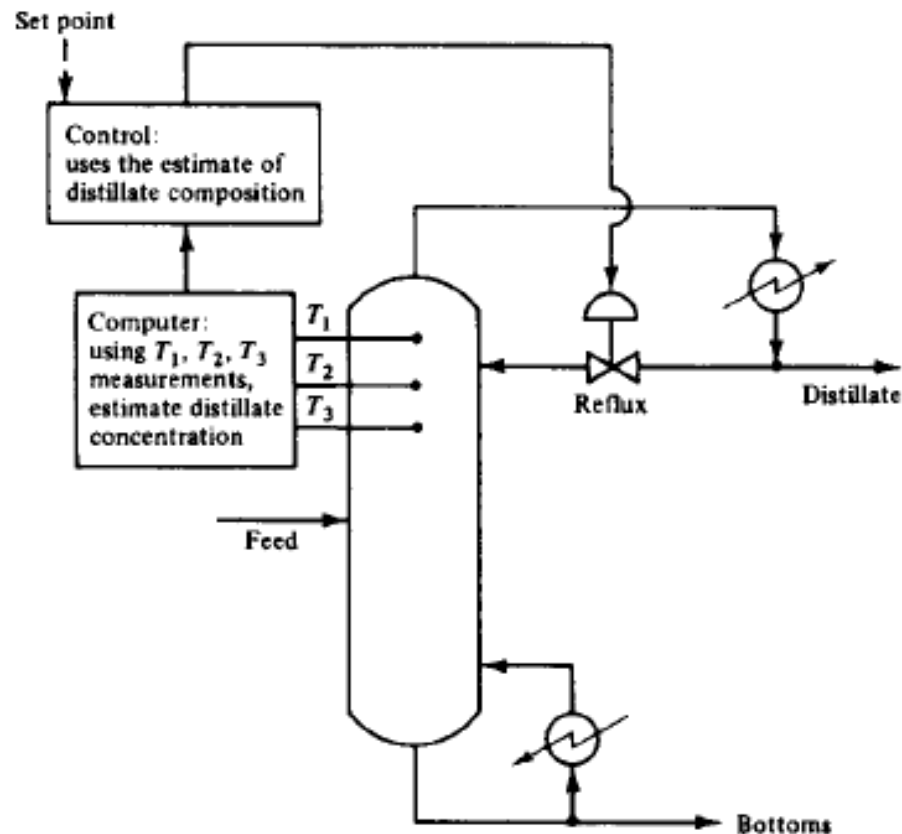 Set point
Control:
uses the estimate of
distillate composition
Computer:
using T₁, T₂, T₃
measurements,
estimate distillate
concentration
T₁
T₂
T₃
Reflux
Distillate
Feed
Bottoms